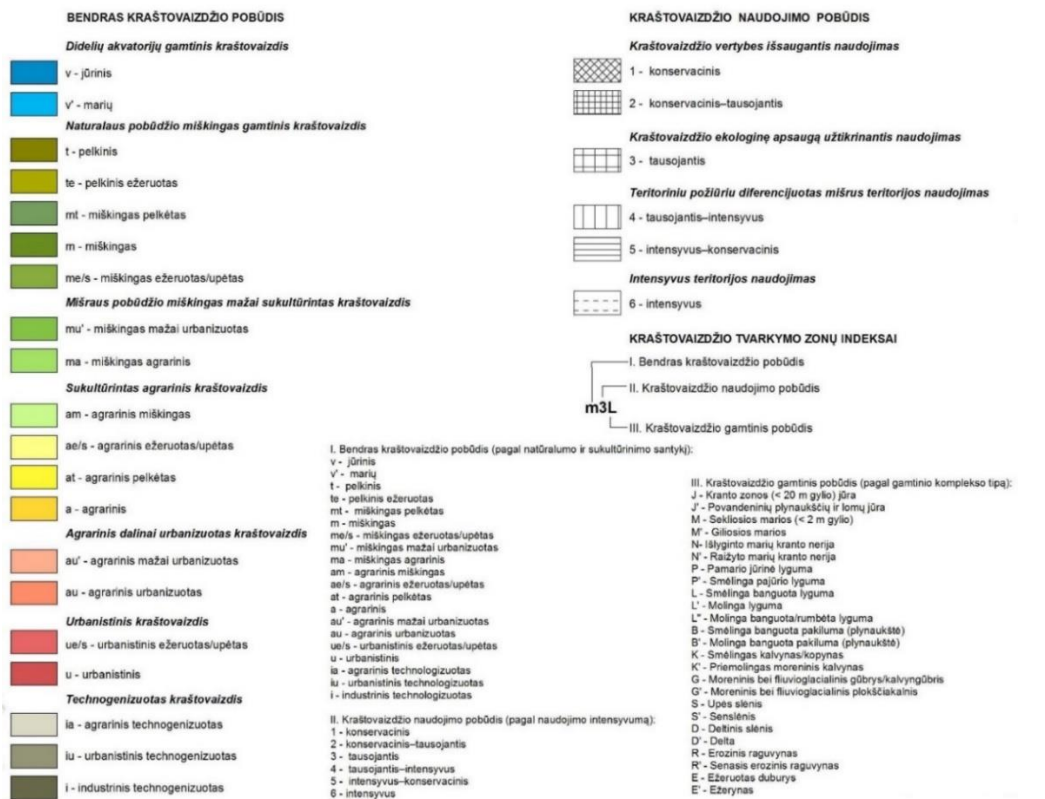 BENDRAS KRAŠTOVAIZDŽIO POBŪDIS
Didelių akvatorijų gamtinis kraštovaizdis
v - jūrinis
v' - marių
Naturalaus pobūdžio miškingas gamtinis kraštovaizdis
t - pelkinis
te - pelkinis ežeruotas
mt - miškingas pelkėtas
m - miškingas
me/s - miškingas ežeruotas/upėtas
Mišraus pobūdžio miškingas mažai sukultūrintas kraštovaizdis
mu' - miškingas mažai urbanizuotas
ma - miškingas agrarinis
Sukultūrintas agrarinis kraštovaizdis
am - agrarinis miškingas
ae/s - agrarinis ežeruotas/upėtas
at - agrarinis pelkėtas
a - agrarinis
Agrarinis dalinai urbanizuotas kraštovaizdis
au' - agrarinis mažai urbanizuotas
au - agrarinis urbanizuotas
Urbanistinis kraštovaizdis
ue/s - urbanistinis ežeruotas/upėtas
u - urbanistinis
Technogenizuotas kraštovaizdis
ia - agrarinis technogenizuotas
iu - urbanistinis technogenizuotas
i - industrinis technogenizuotas
KRAŠTOVAIZDŽIO NAUDOJIMO POBŪDIS
Kraštovaizdžio vertybes išsaugantis naudojimas
1 - konservacinis
2 - konservacinis–tausojantis
Kraštovaizdžio ekologinę apsaugą užtikrinantis naudojimas
3 - tausojantis
Teritoriniu požiūriu diferencijuotas mišrus teritorijos naudojimas
4 - tausojantis–intensyvus
5 - intensyvus–konservacinis
Intensyvus teritorijos naudojimas
6 - intensyvus
KRAŠTOVAIZDŽIO TVARKYMO ZONŲ INDEKSAI
I. Bendras kraštovaizdžio pobūdis
II. Kraštovaizdžio naudojimo pobūdis
m3L
III. Kraštovaizdžio gamtinis pobūdis
I. Bendras kraštovaizdžio pobūdis (pagal natūralumo ir sukultūrinimo santykį):
v - jūrinis
v' - marių
t - pelkinis
te - pelkinis ežeruotas
mt - miškingas pelkėtas
m - miškingas
me/s - miškingas ežeruotas/upėtas
mu' - miškingas mažai urbanizuotas
ma - miškingas agrarinis
am - agrarinis miškingas
ae/s - agrarinis ežeruotas/upėtas
at - agrarinis pelkėtas
a - agrarinis
au' - agrarinis mažai urbanizuotas
au - agrarinis urbanizuotas
ue/s - urbanistinis ežeruotas/upėtas
u - urbanistinis
ia - agrarinis technologizuotas
iu - urbanistinis technologizuotas
i - industrinis technologizuotas
II. Kraštovaizdžio naudojimo pobūdis (pagal naudojimo intensyvumą):
1 - konservacinis
2 - konservacinis–tausojantis
3 - tausojantis
4 - tausojantis–intensyvus
5 - intensyvus–konservacinis
6 - intensyvus
III. Kraštovaizdžio gamtinis pobūdis (pagal gamtinio komplekso tipą):
J - Kranto zonos (< 20 m gylio) jūra
J' - Povandeninių plynaukščių ir lomų jūra
M - Sekliosios marios (< 2 m gylio)
M' - Giliosios marios
N- Išlyginto marių kranto nerija
N' - Raižyto marių kranto nerija
P - Pamario jūrinė lyguma
P' - Smėlinga pajūrio lyguma
L - Smėlinga banguota lyguma
L' - Molinga lyguma
L" - Molinga banguota/rumbėta lyguma
B - Smėlinga banguota pakiluma (plynaukštė)
B' - Molinga banguota pakiluma (plynaukštė)
K - Smėlingas kalvynas/kopynas
K' - Priemolingas moreninis kalvynas
G - Moreninis bei fliuvioglacialinis gūbrys/kalvyngūbris
G' - Moreninis bei fliuvioglacialinis plokščiakalnis
S - Upės slėnis
S' - Senslėnis
D - Deltinis slėnis
D' - Delta
R - Erozinis raguvynas
R' - Senasis erozinis raguvynas
E - Ežeruotas duburys
E' - Ežerynas